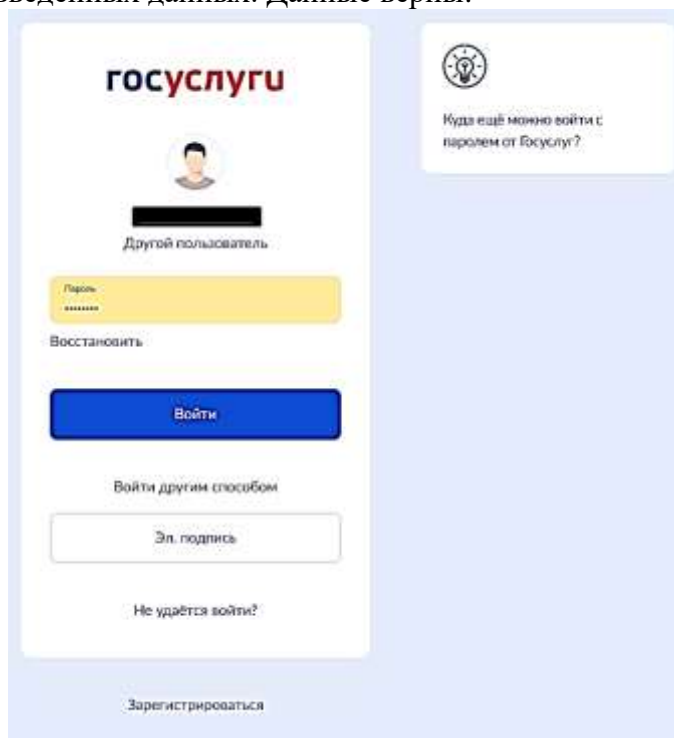 веденных данных. Данные верны.
госуслуги
Куда ещё можно войти с
паролем от Госуслуг?
Другой пользователь
Пароль
Восстановить
Войти
Войти другим способом
Эл. подпись
Не удаётся войти?
Зарегистрироваться